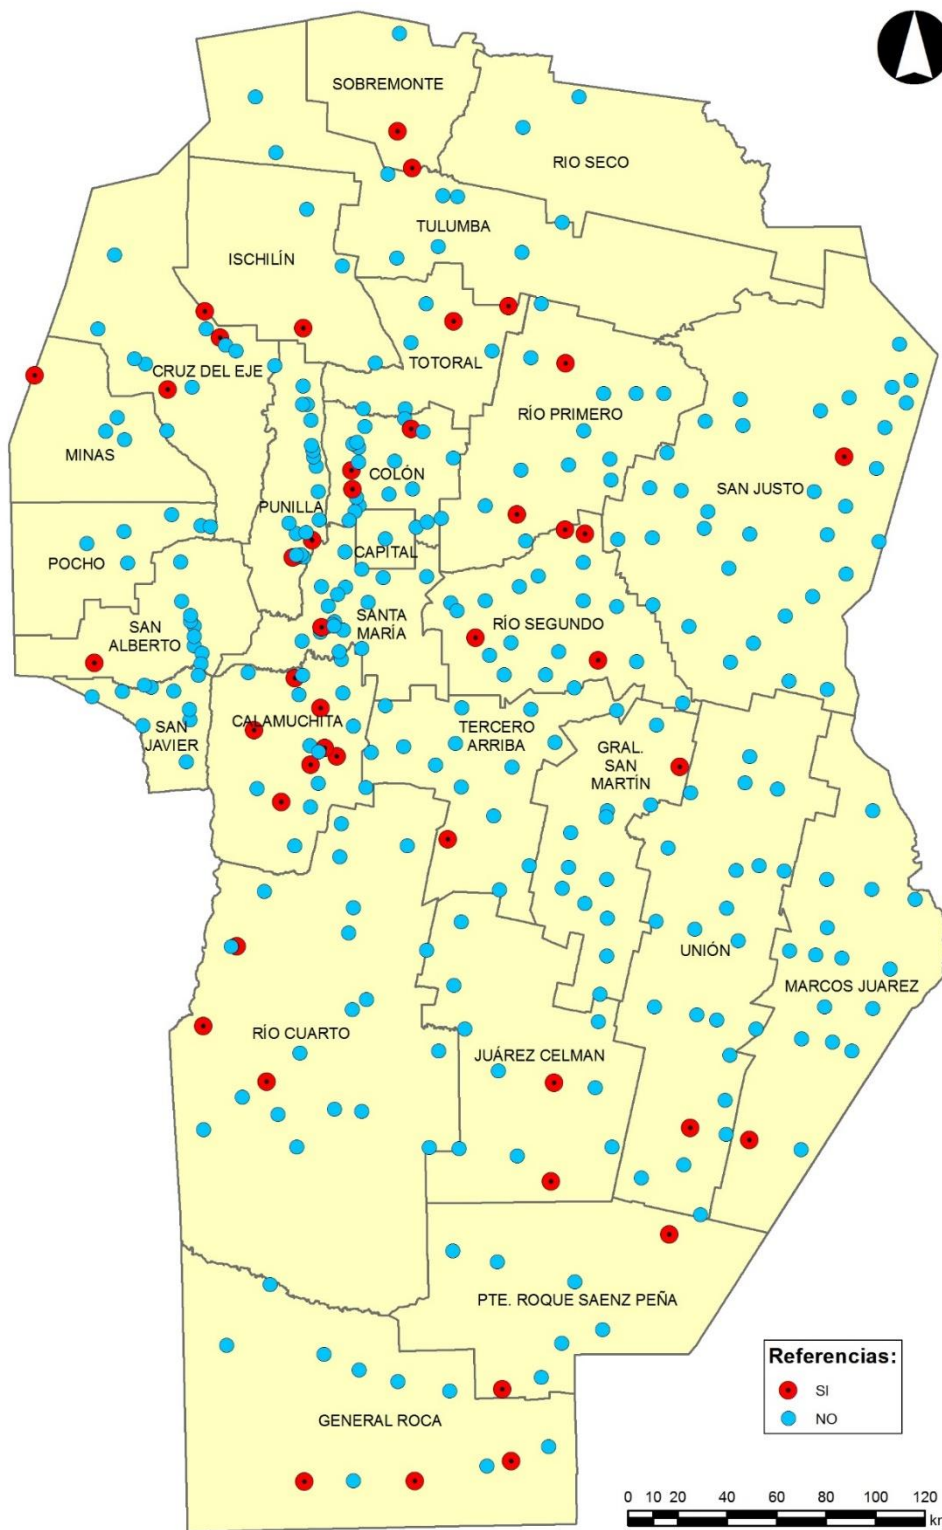 SOBREMONTE
RIO SECO
TULUMBA
ISCHILÍN
TOTORAL
CRUZ DEL EJE
RÍO PRIMERO
MINAS
COLÓN
SAN JUSTO
PUNILLA
CAPITAL
POCHO
SANTA
MARÍA
SAN
ALBERTO
RÍO SEGUNDO
CALAMUCHITA
SAN
JAVIER
TERCERO
ARRIBA
GRAL.
SAN
MARTÍN
UNIÓN
MARCOS JUAREZ
RÍO CUARTO
JUÁREZ CELMAN
PTE. ROQUE SAENZ PEÑA
GENERAL ROCA
Referencias:
SI
NO
0 10 20 40 60 80 100 120
km